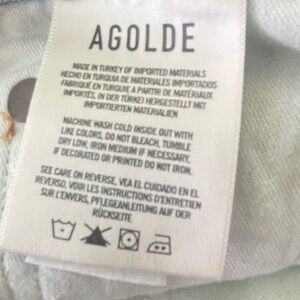 AGOLDE
MADE IN TURKEY OF IMPORTED MATERIALS
HECHO EN TURQUIA DE MATERIALES IMPORTADOS
FABRIQUE EN TURQUIE A PARTIR DE MATERIAUX
IMPORTÉS, IN DER TÜRKEI HERGESTELLT MIT
IMPORTIERTEN MATERIALIEN
MACHINE WASH COLD INSIDE OUT WITH
LIKE COLORS, DO NOT BLEACH, TUMBLE
DRY LOW, IRON MEDIUM IF NECESSARY,
IF DECORATED OR PRINTED DO NOT IRON.
SEE CARE ON REVERSE, VEA EL CUIDADO EN EL
REVERSO, VOIR LES INSTRUCTIONS D'ENTRETIEN
SUR L'ENVERS, PFLEGEANLEITUNG AUF DER
RÜCKSEITE